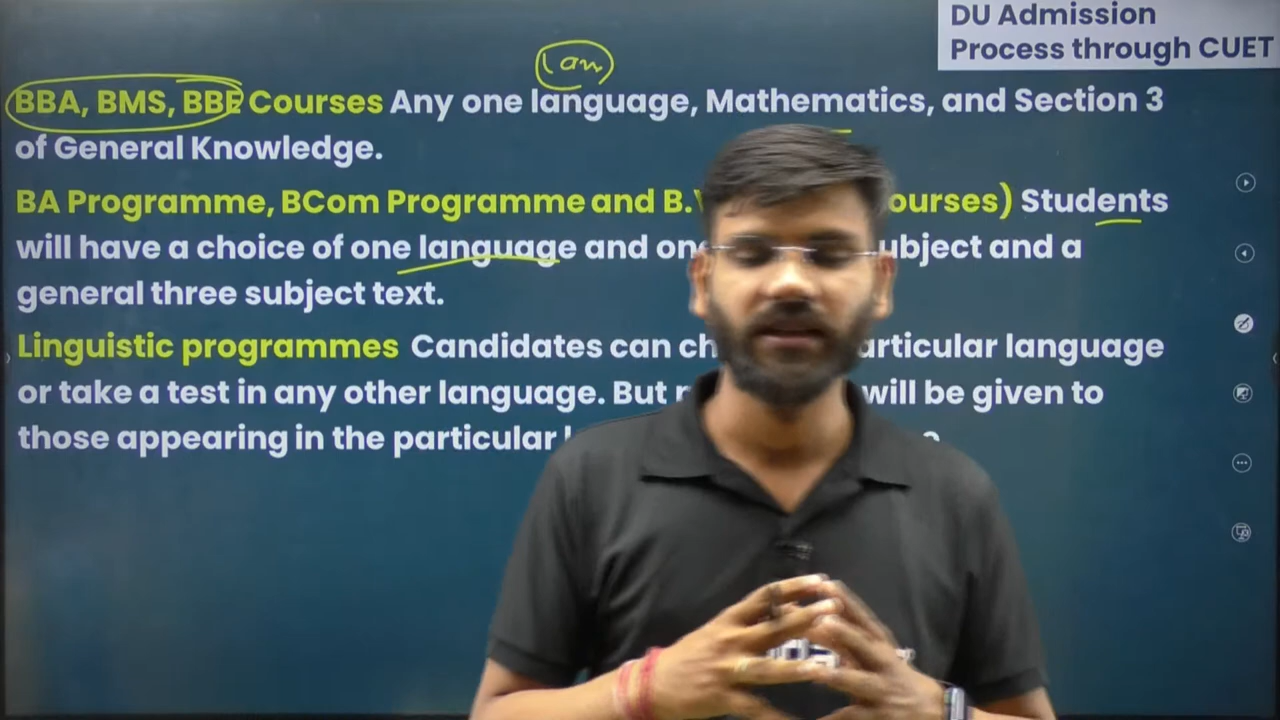 DU Admission
Process through CUET
lan
BBA, BMS, BBE Courses Any one language, Mathematics, and Section 3
of General Knowledge.
BA Programme, BCom Programme and ourses) Students
will have a choice of one language and ubject and a
general three subject text.
Linguistic programmes Candidates can articular language
or take a test in any other language. But will be given to
those appearing in the particular